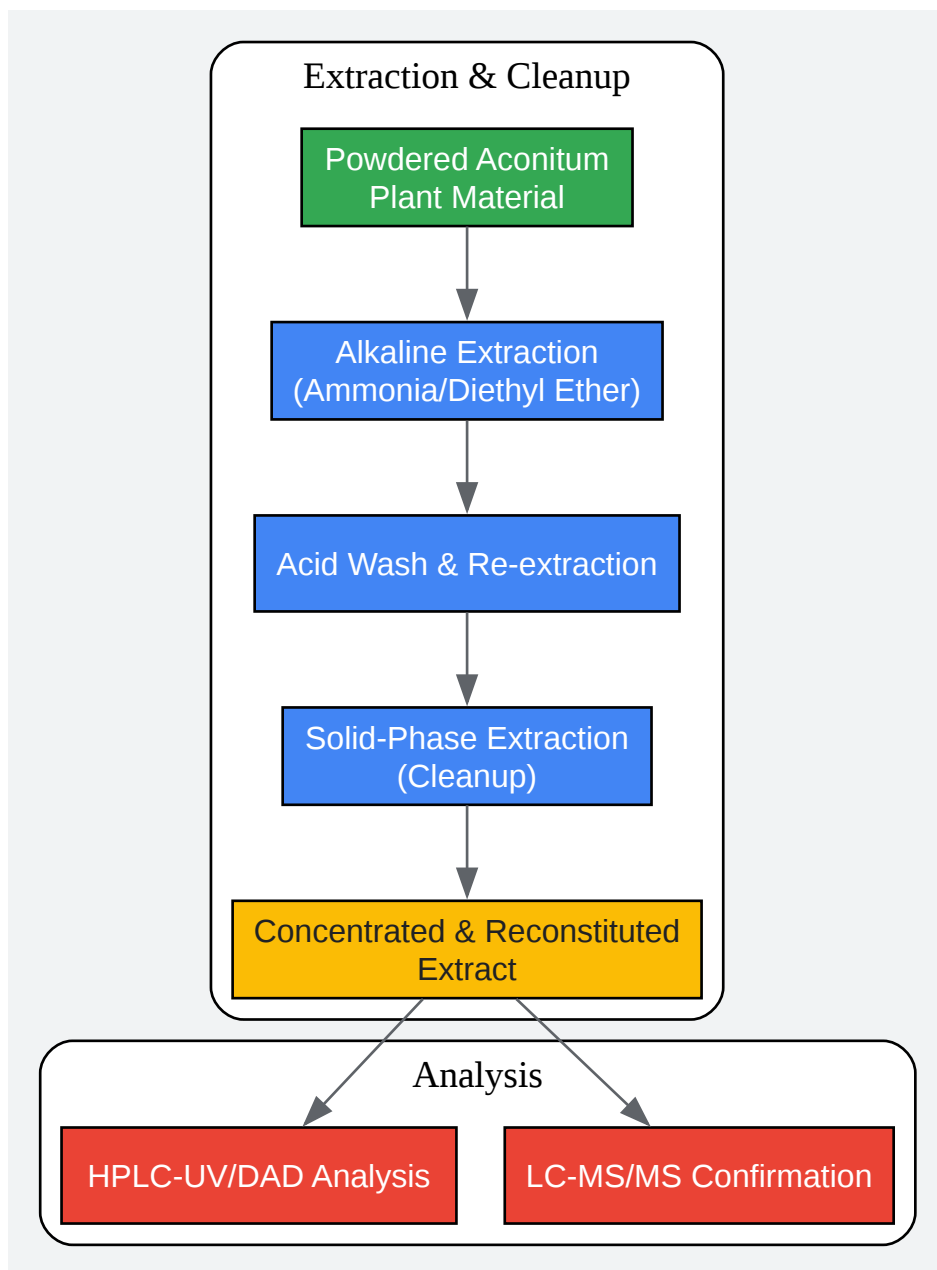 Extraction & Cleanup
Powdered Aconitum
Plant Material
Alkaline Extraction
(Ammonia/Diethyl Ether)
Acid Wash & Re-extraction
Solid-Phase Extraction
(Cleanup)
Concentrated & Reconstituted
Extract
Analysis
HPLC-UV/DAD Analysis
LC-MS/MS Confirmation